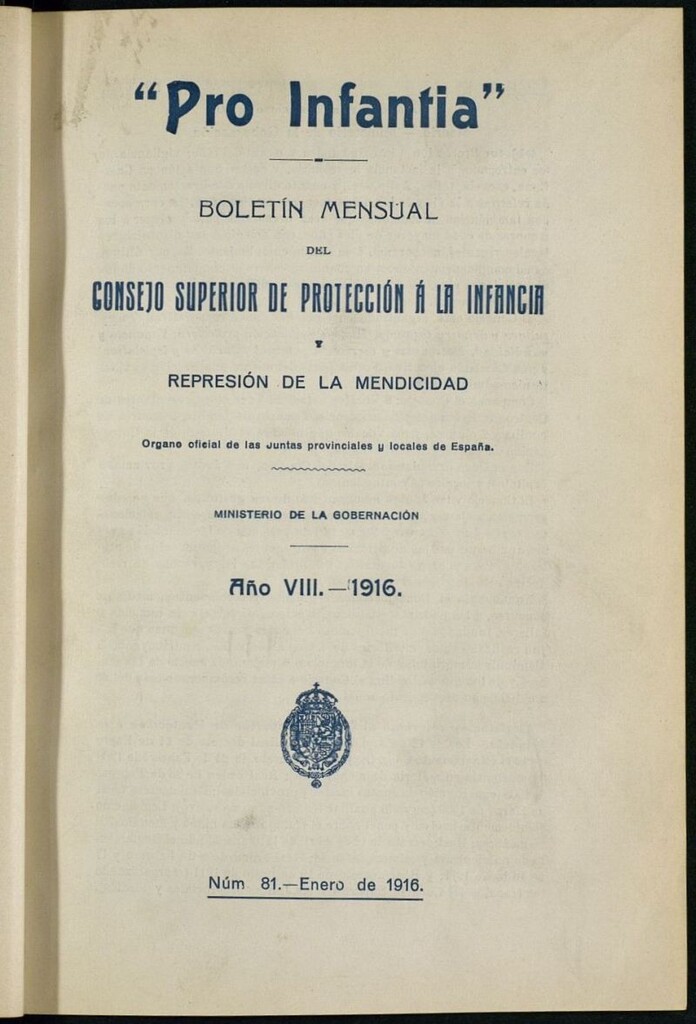 “Pro Infantia”
BOLETÍN MENSUAL
DEL
CONSEJO SUPERIOR DE PROTECCIÓN Á LA INFANCIA
Y
REPRESIÓN DE LA MENDICIDAD
Organo oficial de las Juntas provinciales y locales de España.
MINISTERIO DE LA GOBERNACIÓN
Año VIII.—1916.
Núm 81.—Enero de 1916.